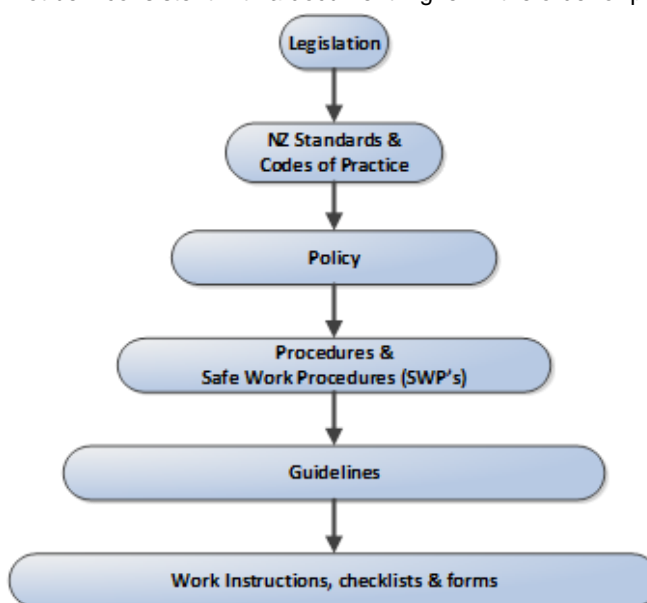 Legislation
NZ Standards &
Codes of Practice
Policy
Procedures &
Safe Work Procedures (SWP's)
Guidelines
Work Instructions, checklists & forms